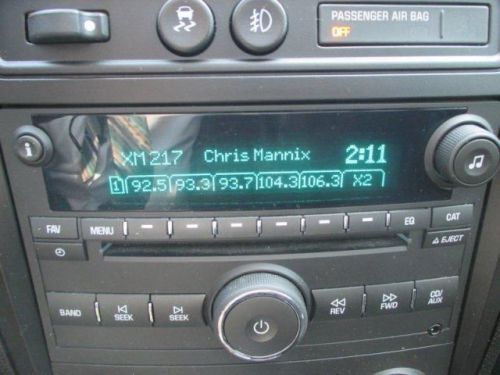 PASSENGER AIR BAG
OFF
XM 217 Chris Mannix 2:11
1 92.5 93.3 93.7 104.3 106.3 X2
FAV MENU EQ CAT
EJECT
BAND SEEK SEEK REV FWD CD/AUX